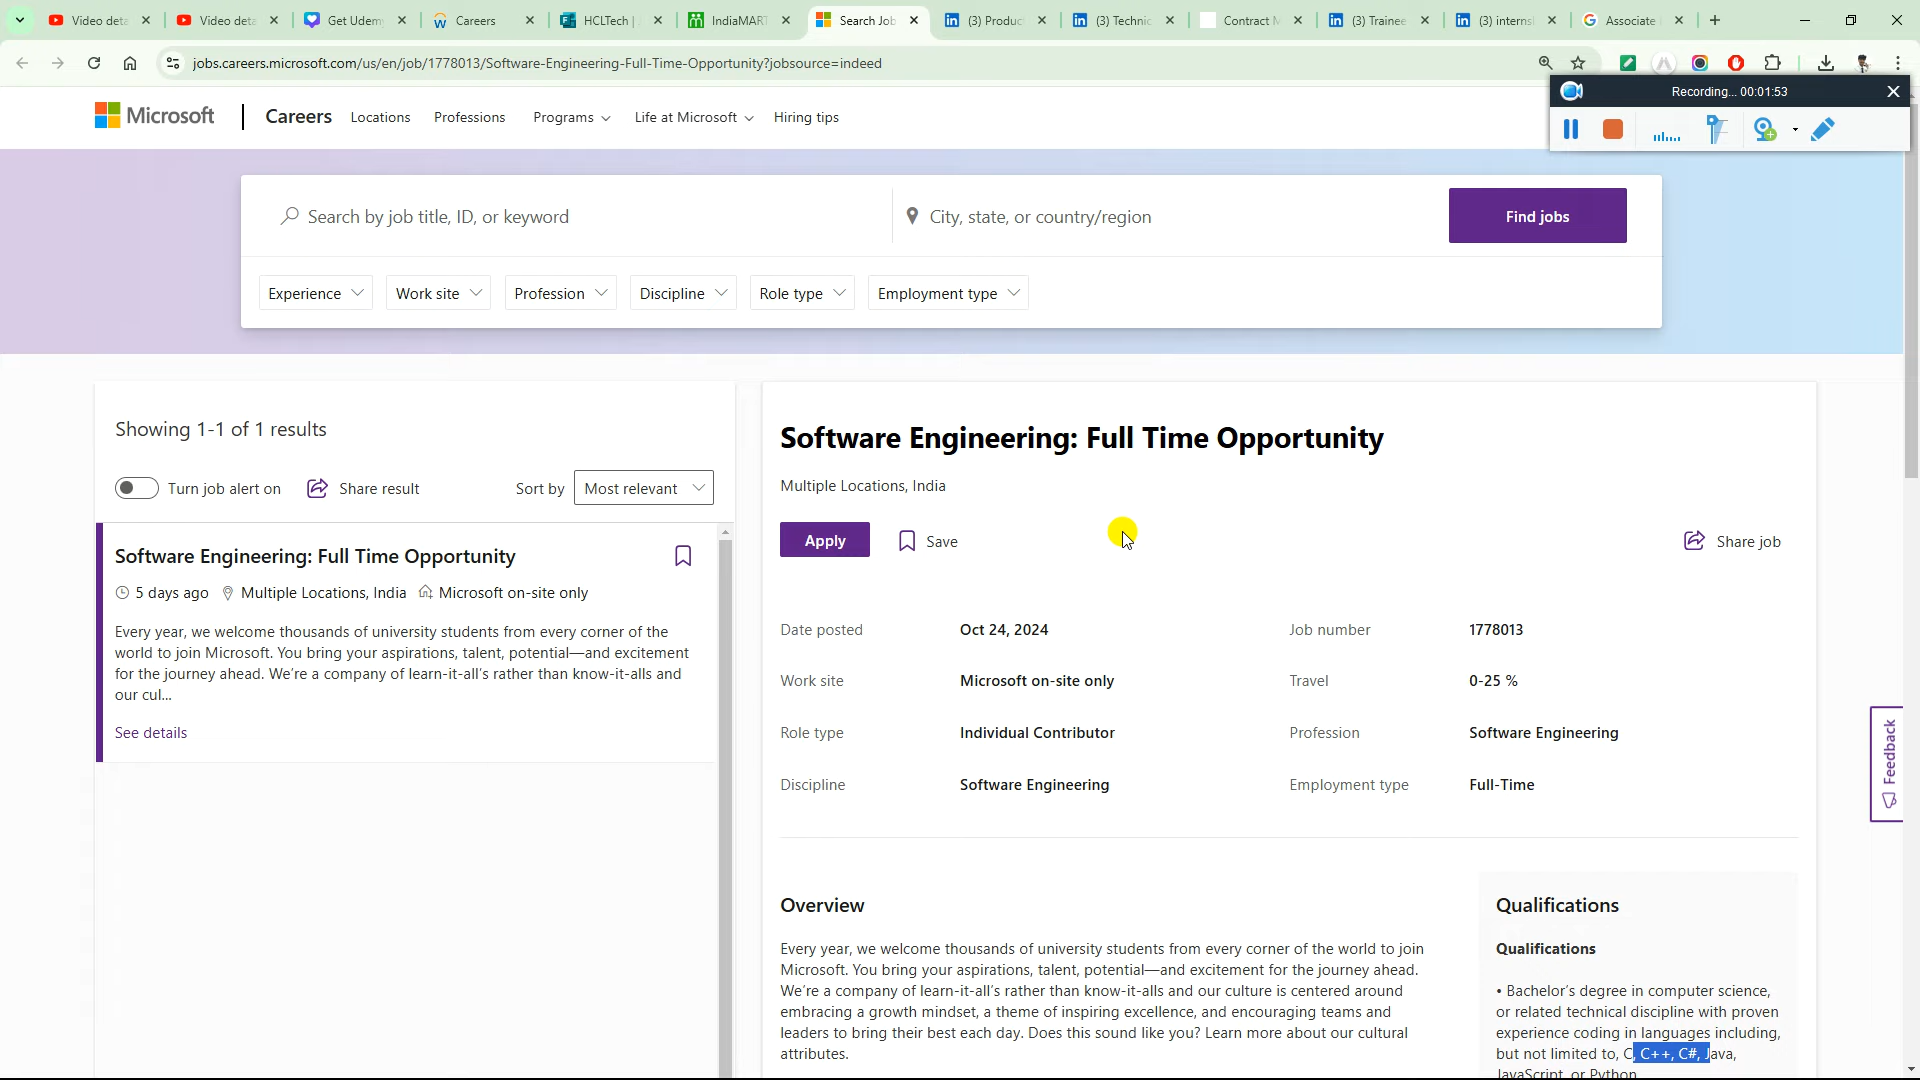 Video deta
Video deta
Get Udem
Careers
HCLTech |
IndiaMART
Search Job
(3) Produc
(3) Technic
Contract M
(3) Trainee
(3) interns
Associate
jobs.careers.microsoft.com/us/en/job/1778013/Software-Engineering-Full-Time-Opportunity?jobsource=indeed
Recording... 00:01:53
Microsoft
Careers
Locations
Professions
Programs
Life at Microsoft
Hiring tips
Search by job title, ID, or keyword
City, state, or country/region
Find jobs
Experience
Work site
Profession
Discipline
Role type
Employment type
Showing 1-1 of 1 results
Turn job alert on
Share result
Sort by
Most relevant
Software Engineering: Full Time Opportunity
5 days ago
Multiple Locations, India
Microsoft on-site only
Every year, we welcome thousands of university students from every corner of the
world to join Microsoft. You bring your aspirations, talent, potential—and excitement
for the journey ahead. We're a company of learn-it-all's rather than know-it-alls and
our cul...
See details
Software Engineering: Full Time Opportunity
Multiple Locations, India
Apply
Save
Share job
Date posted
Oct 24, 2024
Job number
1778013
Work site
Microsoft on-site only
Travel
0-25 %
Role type
Individual Contributor
Profession
Software Engineering
Discipline
Software Engineering
Employment type
Full-Time
Feedback
Overview
Every year, we welcome thousands of university students from every corner of the world to join
Microsoft. You bring your aspirations, talent, potential—and excitement for the journey ahead.
We're a company of learn-it-all's rather than know-it-alls and our culture is centered around
embracing a growth mindset, a theme of inspiring excellence, and encouraging teams and
leaders to bring their best each day. Does this sound like you? Learn more about our cultural
attributes.
Qualifications
Qualifications
• Bachelor's degree in computer science,
or related technical discipline with proven
experience coding in languages including,
but not limited to, C, C++, C#, Java,
JavaScript, or Python